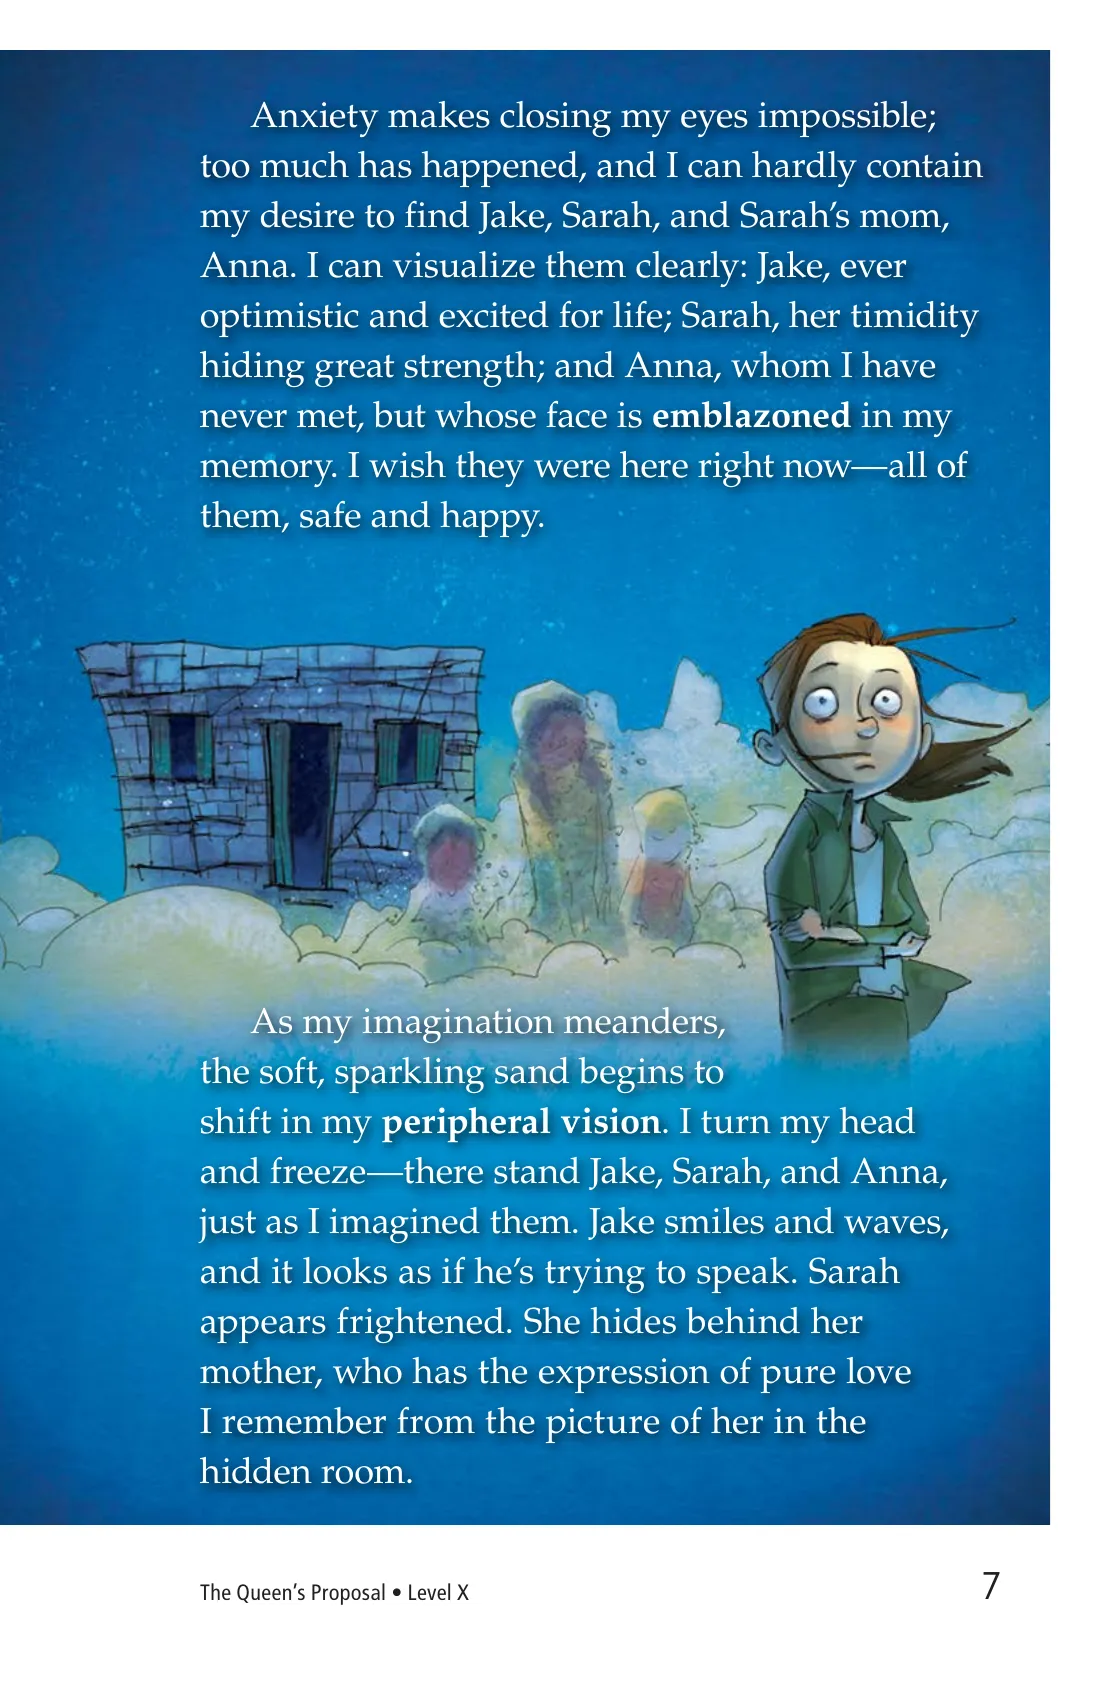 Anxiety makes closing my eyes impossible;
too much has happened, and I can hardly contain
my desire to find Jake, Sarah, and Sarah’s mom,
Anna. I can visualize them clearly: Jake, ever
optimistic and excited for life; Sarah, her timidity
hiding great strength; and Anna, whom I have
never met, but whose face is emblazoned in my
memory. I wish they were here right now—all of
them, safe and happy.
As my imagination meanders,
the soft, sparkling sand begins to
shift in my peripheral vision. I turn my head
and freeze—there stand Jake, Sarah, and Anna,
just as I imagined them. Jake smiles and waves,
and it looks as if he’s trying to speak. Sarah
appears frightened. She hides behind her
mother, who has the expression of pure love
I remember from the picture of her in the
hidden room.
The Queen’s Proposal • Level X
7